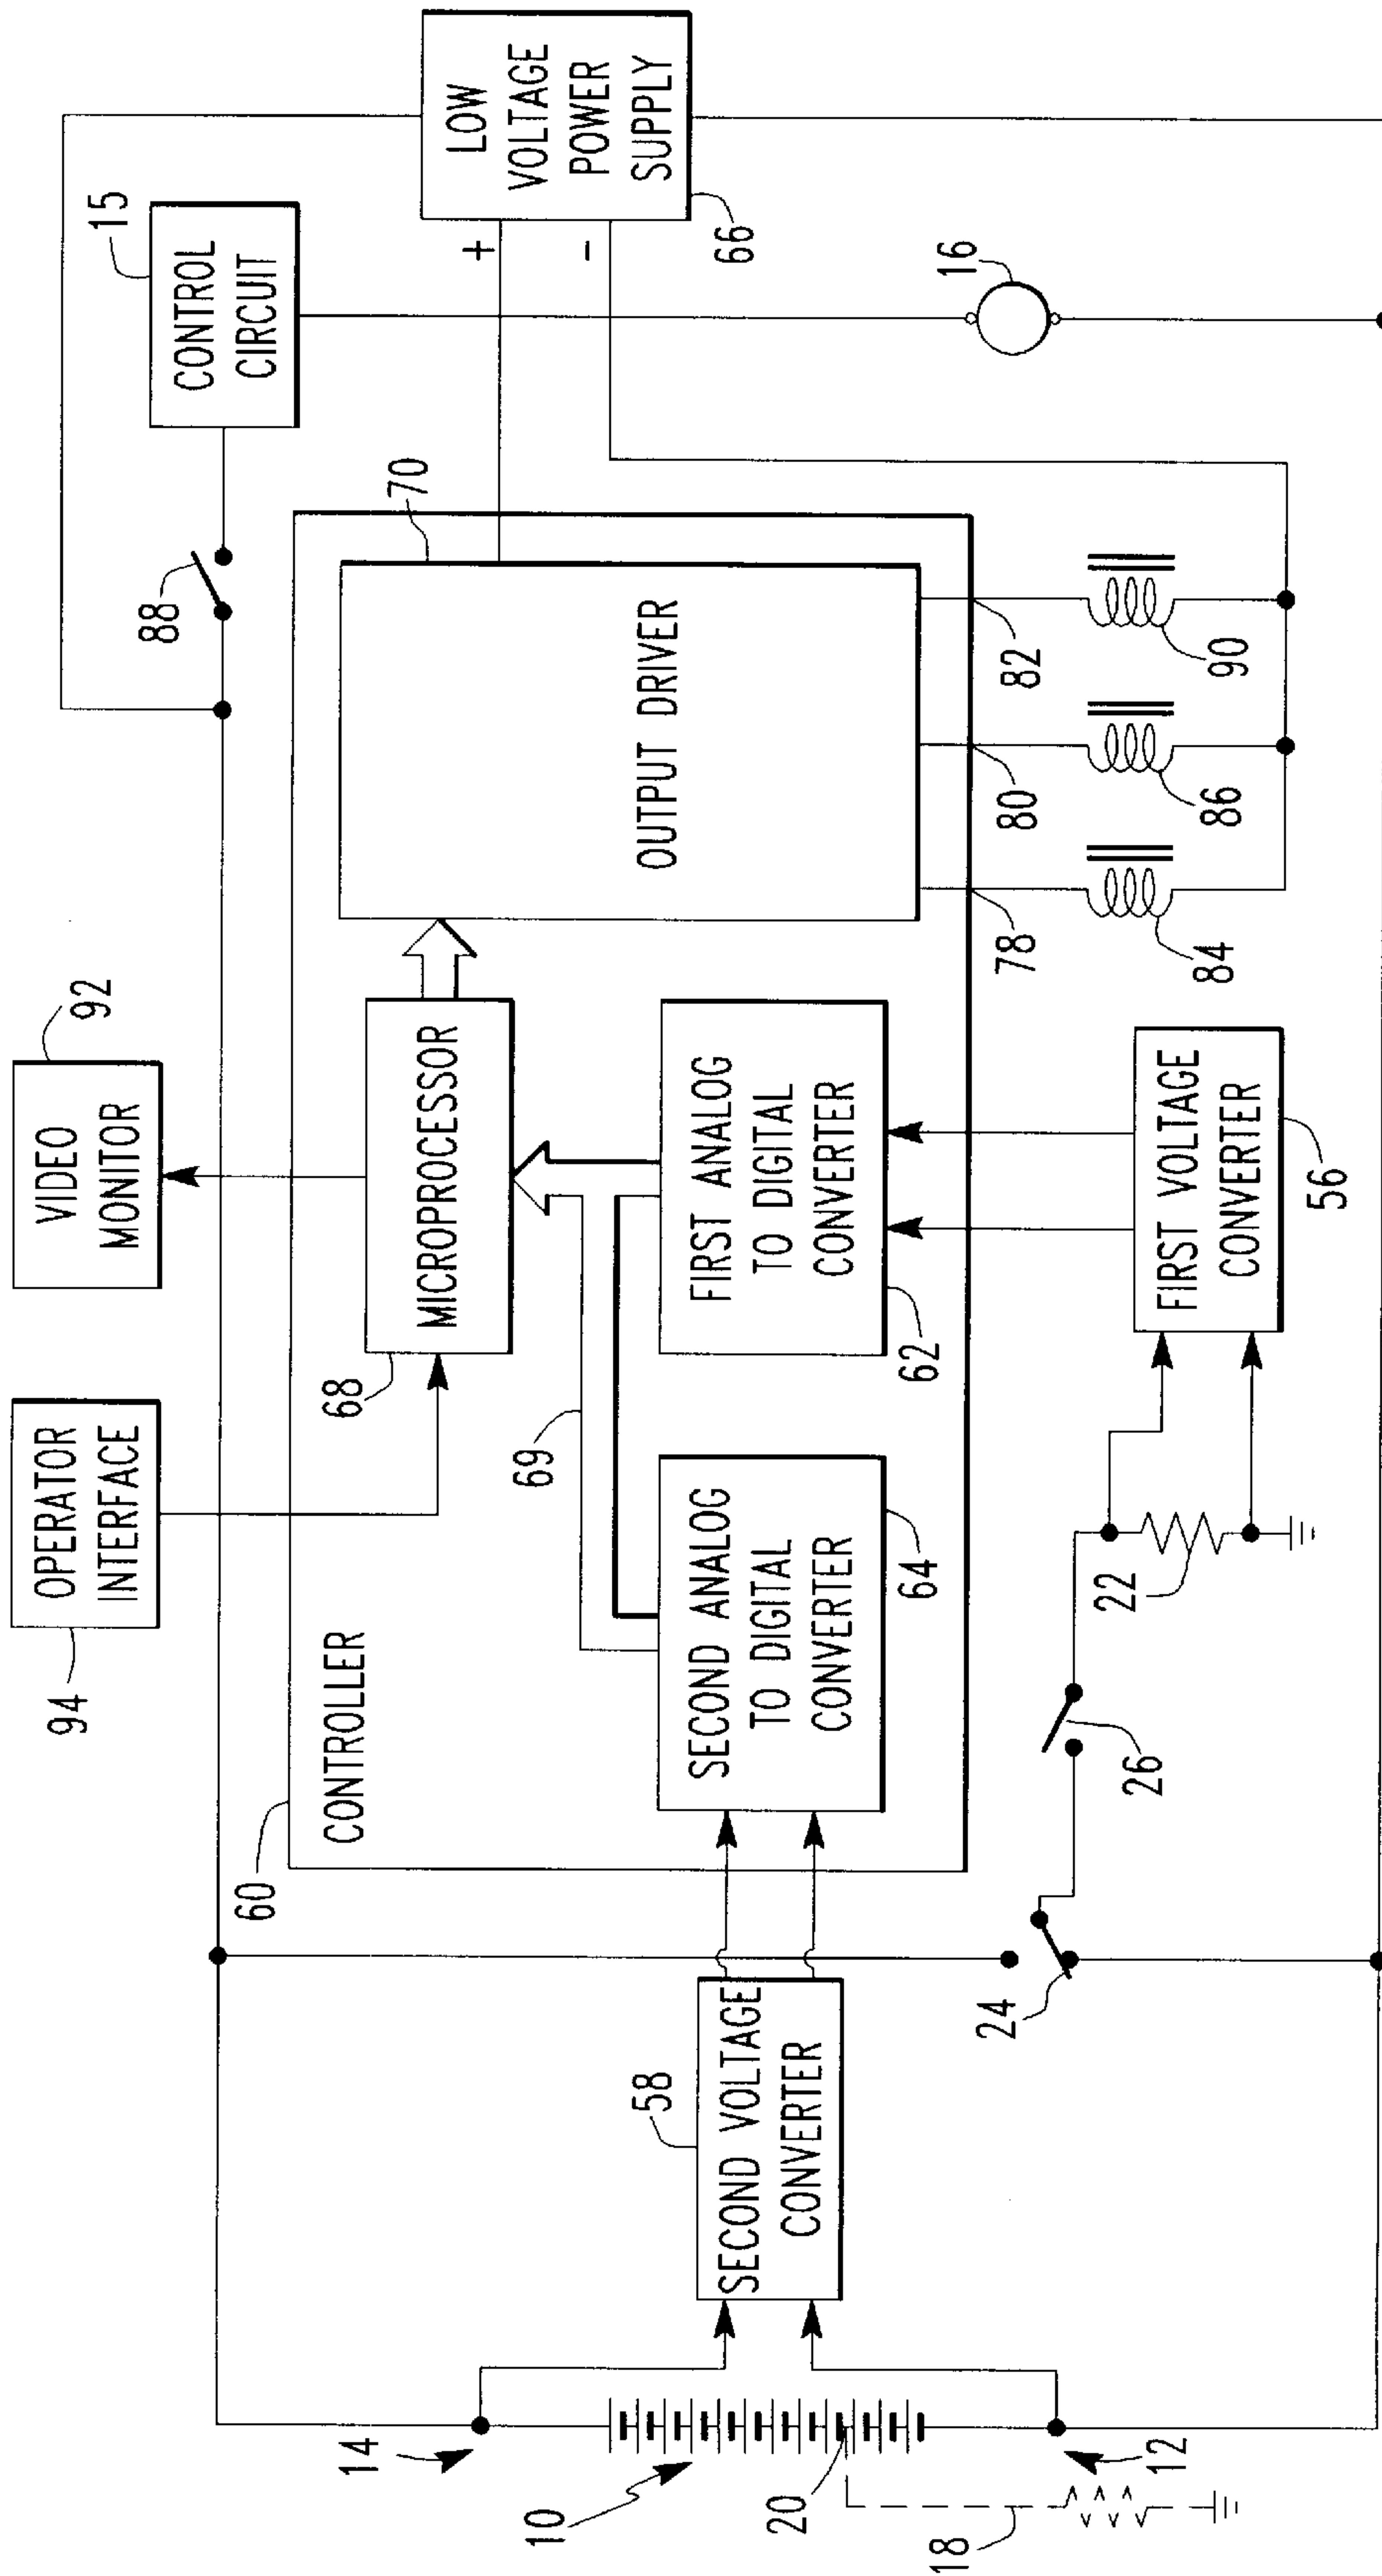 94
OPERATOR
INTERFACE
VIDEO
MONITOR
92
88
CONTROL
CIRCUIT
15
60
CONTROLLER
68
MICROPROCESSOR
70
OUTPUT DRIVER
+
-
LOW
VOLTAGE
POWER
SUPPLY
66
14
58
SECOND VOLTAGE
CONVERTER
69
SECOND ANALOG
TO DIGITAL
CONVERTER
64
FIRST ANALOG
TO DIGITAL
CONVERTER
62
10
20
18
12
24
26
22
FIRST VOLTAGE
CONVERTER
56
78
80
82
84
86
90
16